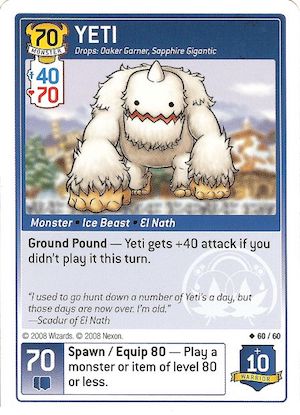 70
MONSTER
YETI
Drops: Oaker Garner, Sapphire Gigantic
40
70
Monster • Ice Beast • El Nath
Ground Pound — Yeti gets +40 attack if you
didn't play it this turn.
"I used to go hunt down a number of Yeti's a day, but
those days are now over. I'm old."
—Scadur of El Nath
© 2008 Wizards. © 2008 Nexon.
◆ 60 / 60
70
Spawn / Equip 80 — Play a
monster or item of level 80
or less.
+
10
WARRIOR